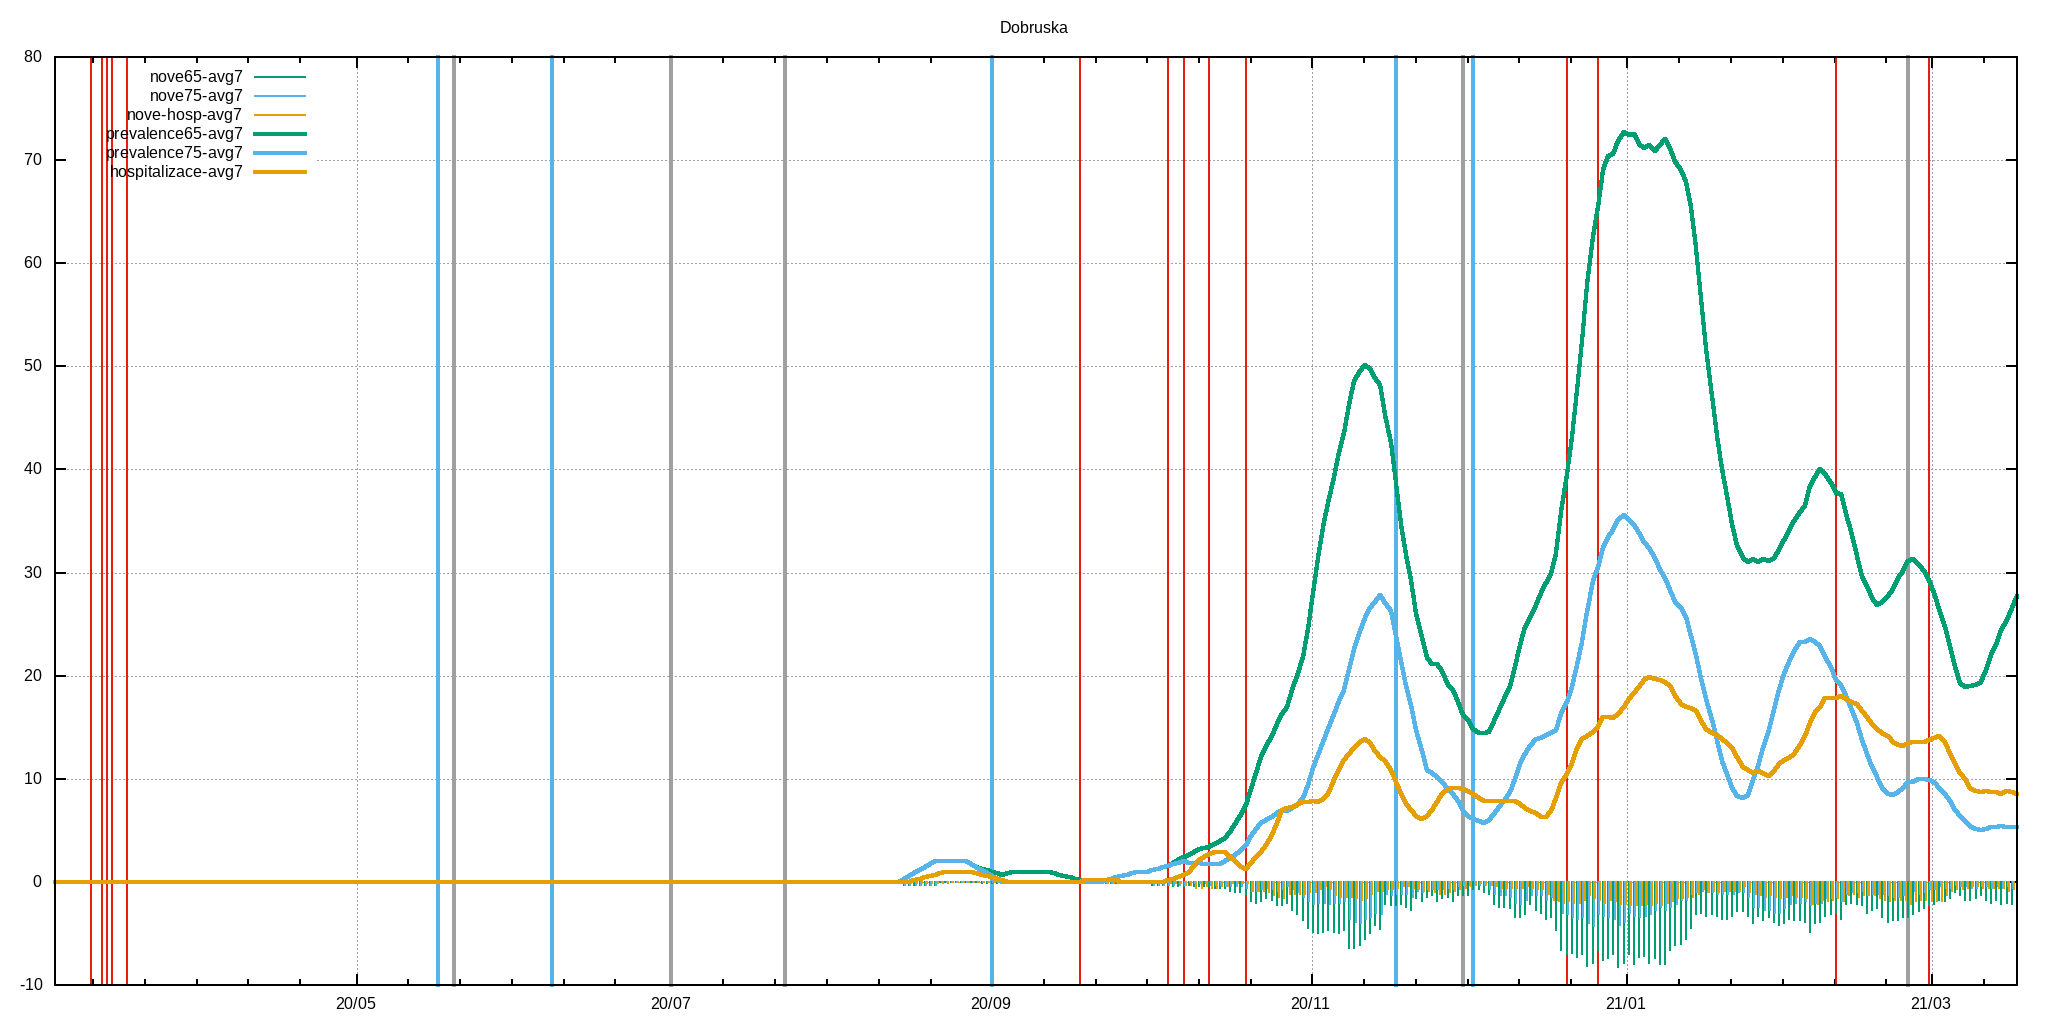 Dobruska
80
70
60
50
40
30
20
10
0
-10
nove65-avg7
nove75-avg7
nove-hosp-avg7
prevalence65-avg7
prevalence75-avg7
hospitalizace-avg7
20/05 20/07 20/09 20/11 21/01 21/03